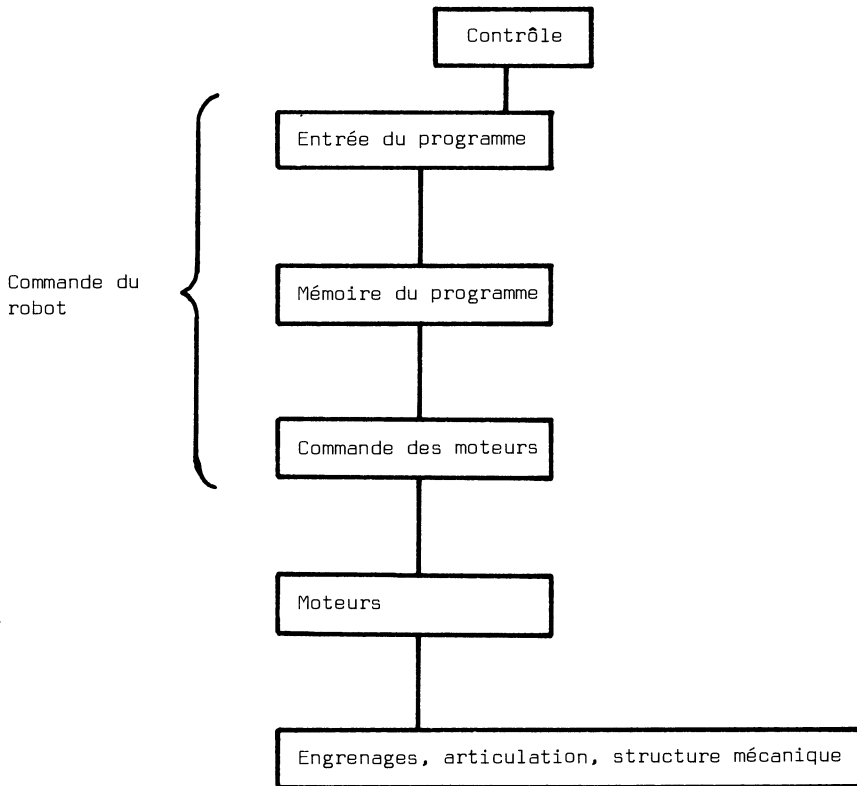 Contrôle
Entrée du programme
Commande du
robot
Mémoire du programme
Commande des moteurs
Moteurs
Engrenages, articulation, structure mécanique